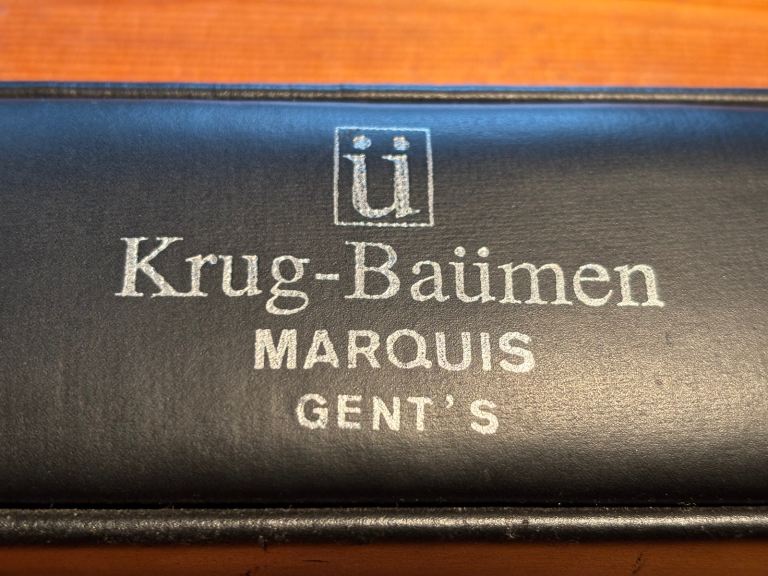 ü
Krug-Baümen
MARQUIS
GENT'S